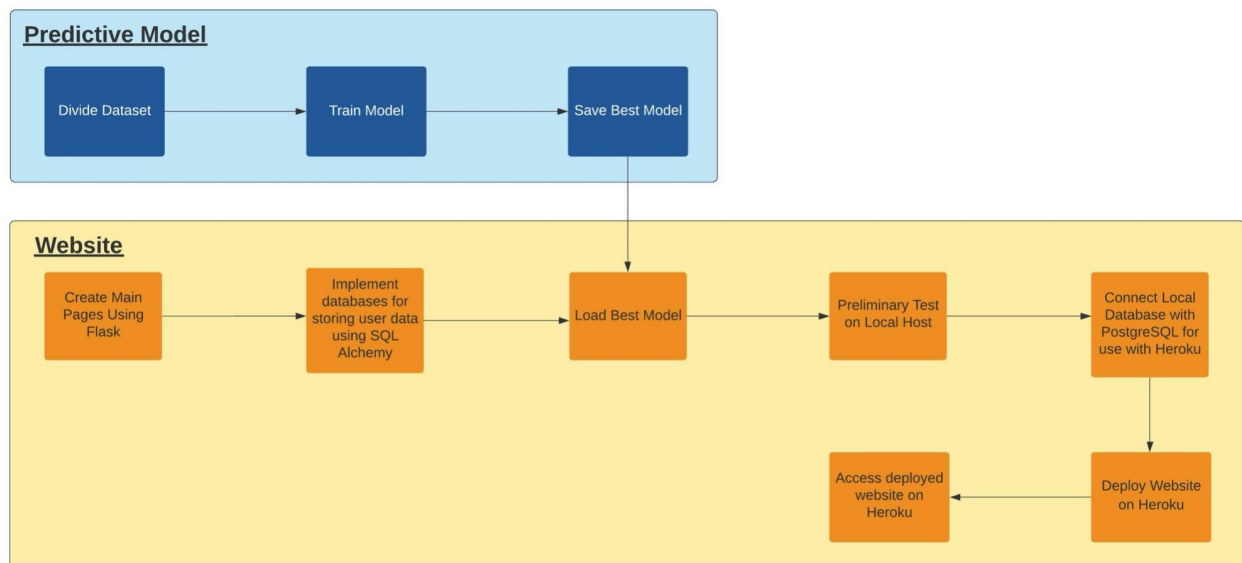 Predictive Model
Divide Dataset
Train Model
Save Best Model
Website
Create Main
Pages Using
Flask
Implement
databases for
storing user data
using SQL
Alchemy
Load Best Model
Preliminary Test
on Local Host
Connect Local
Database with
PostgreSQL for
use with Heroku
Access deployed
website on
Heroku
Deploy Website
on Heroku